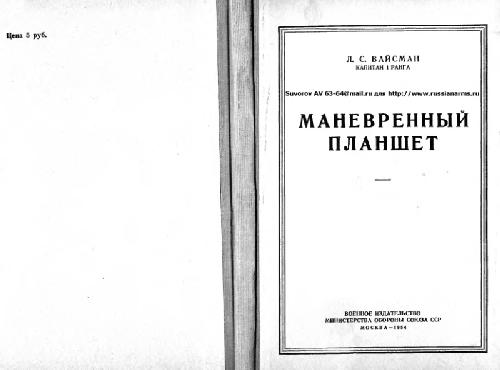 Цена 5 руб.
Л. С. ВАЙСМАН
КАПИТАН 1 РАНГА
Suvorov AV 63-64@mail.ru для http://www.russianarms.ru
МАНЕВРЕННЫЙ
ПЛАНШЕТ
ВОЕННОЕ ИЗДАТЕЛЬСТВО
МИНИСТЕРСТВА ОБОРОНЫ СОЮЗА ССР
МОСКВА — 1954